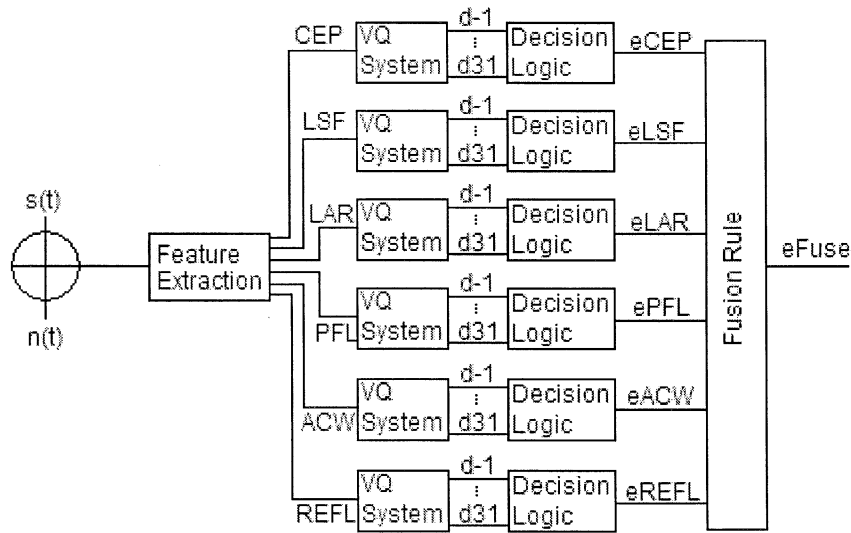 s(t)
n(t)
Feature
Extraction
CEP
VQ
System
d-1
d31
Decision
Logic
eCEP
LSF
VQ
System
d-1
d31
Decision
Logic
eLSF
LAR
VQ
System
d-1
d31
Decision
Logic
eLAR
PFL
VQ
System
d-1
d31
Decision
Logic
ePFL
ACW
VQ
System
d-1
d31
Decision
Logic
eACW
REFL
VQ
System
d-1
d31
Decision
Logic
eREFL
Fusion Rule
eFuse